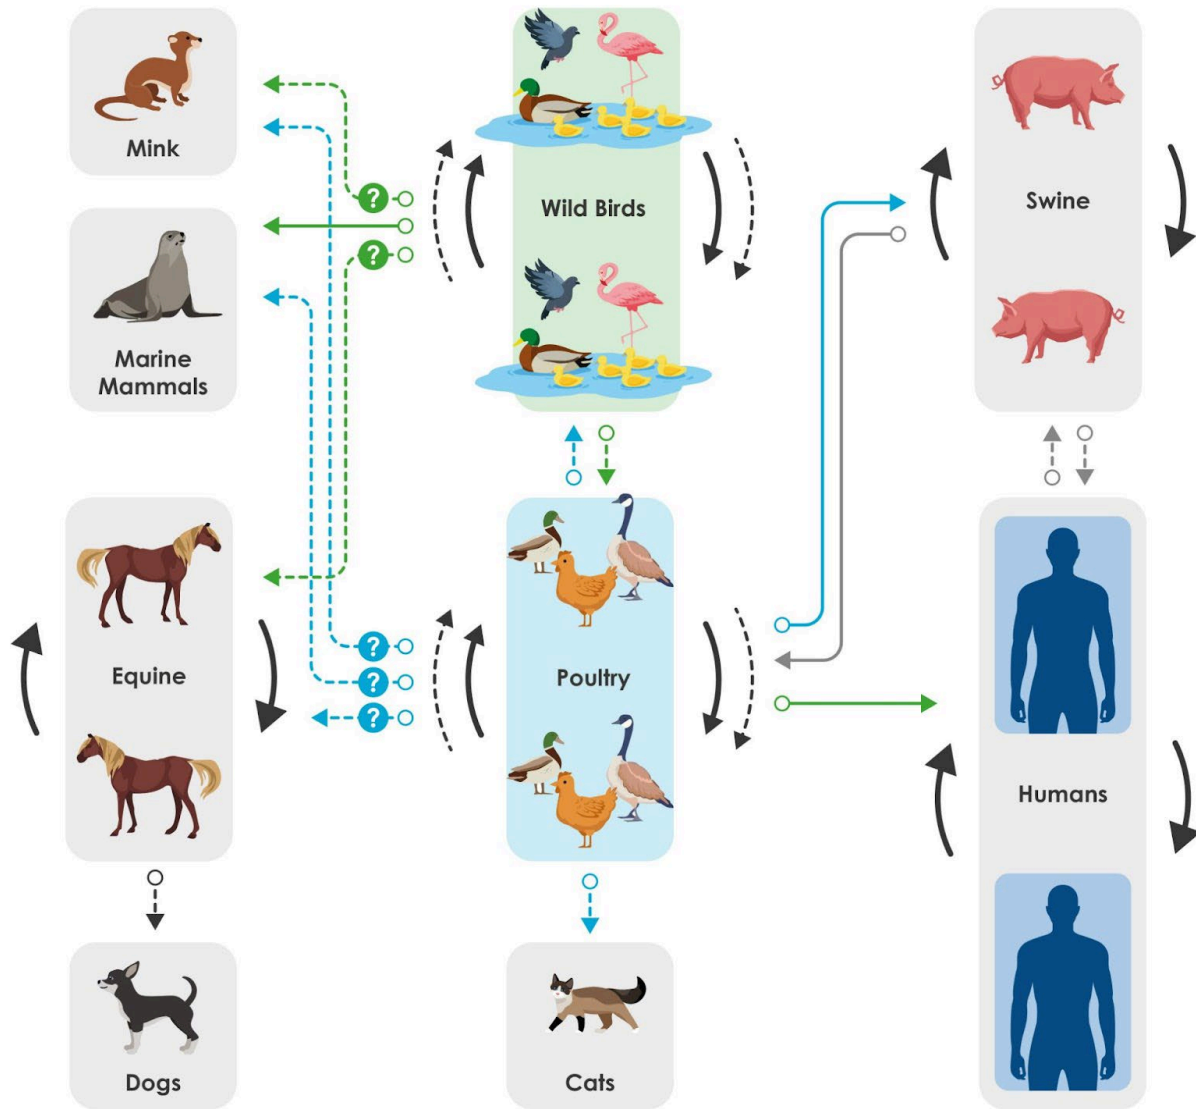 Mink
Wild Birds
Swine
?
?
Marine
Mammals
Equine
?
?
?
Poultry
Humans
Dogs
Cats